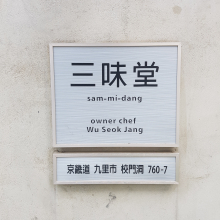 三味堂
sam-mi-dang
owner chef
Wu Seok Jang
京畿道 九里市 校門洞 760-7